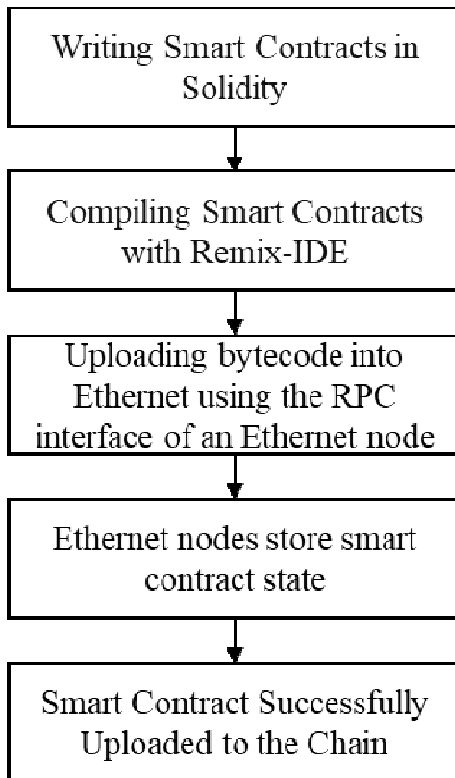 Writing Smart Contracts in
Solidity
Compiling Smart Contracts
with Remix-IDE
Uploading bytecode into
Ethernet using the RPC
interface of an Ethernet node
Ethernet nodes store smart
contract state
Smart Contract Successfully
Uploaded to the Chain